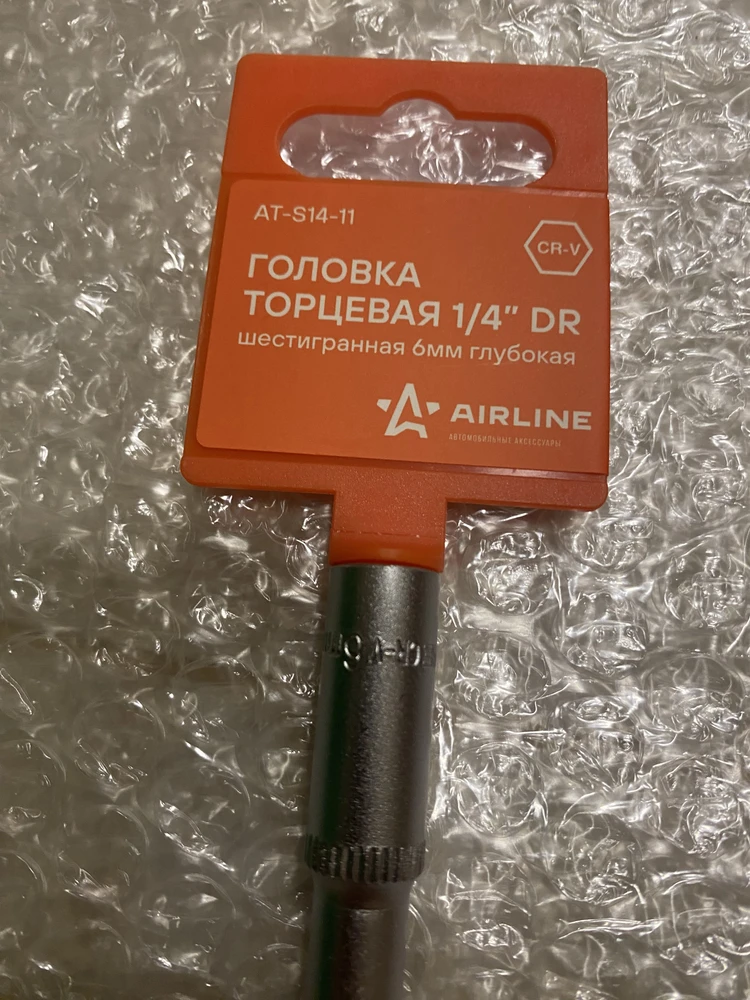 AT-S14-11
CR-V
ГОЛОВКА
ТОРЦЕВАЯ 1/4" DR
шестигранная 6мм глубокая
AIRLINE
АВТОМОБИЛЬНЫЕ АКСЕССУАРЫ